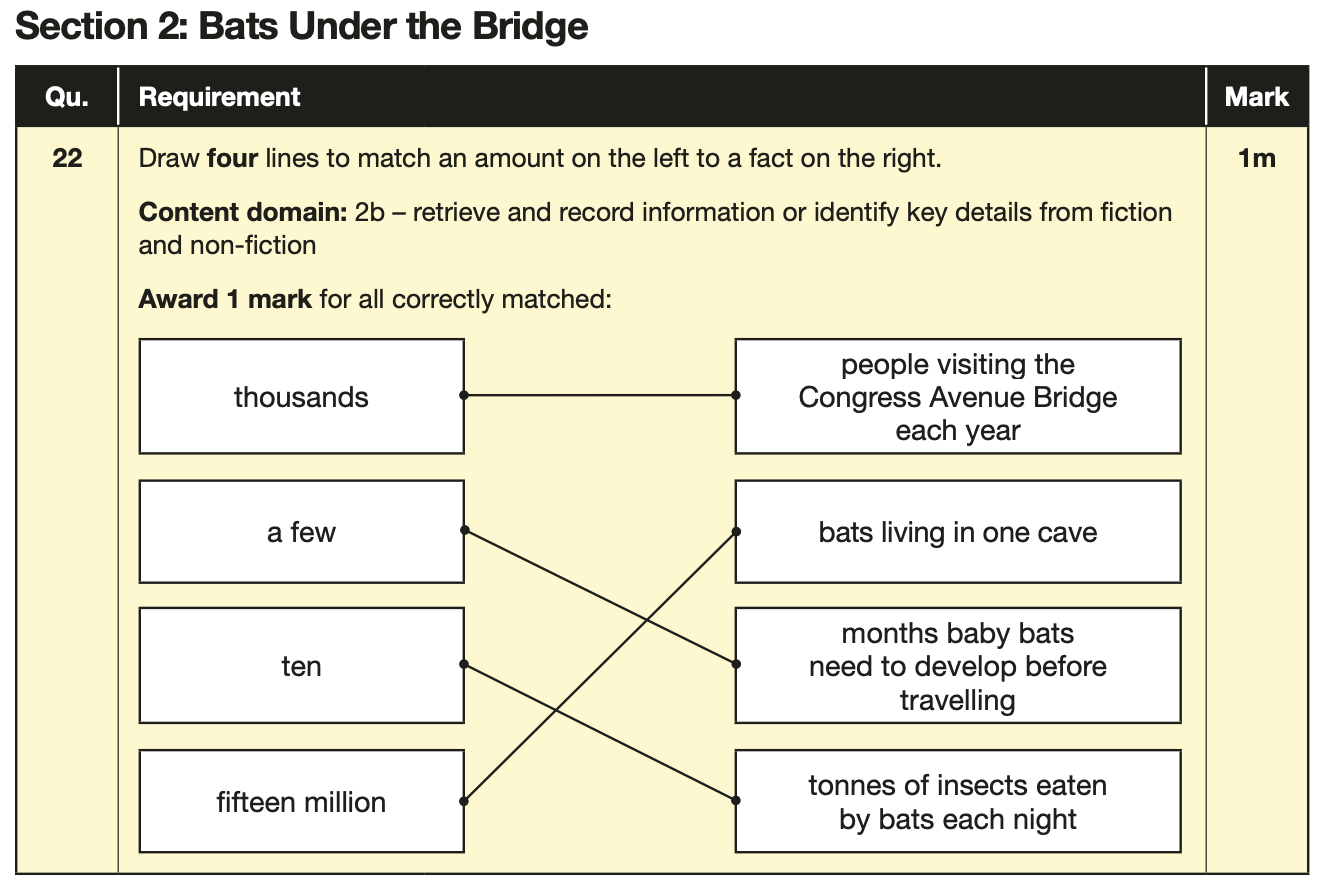 Section 2: Bats Under the Bridge
Qu. Requirement Mark
22 Draw four lines to match an amount on the left to a fact on the right. 1m
Content domain: 2b – retrieve and record information or identify key details from fiction
and non-fiction
Award 1 mark for all correctly matched:
thousands
people visiting the
Congress Avenue Bridge
each year
a few
bats living in one cave
ten
months baby bats
need to develop before
travelling
fifteen million
tonnes of insects eaten
by bats each night